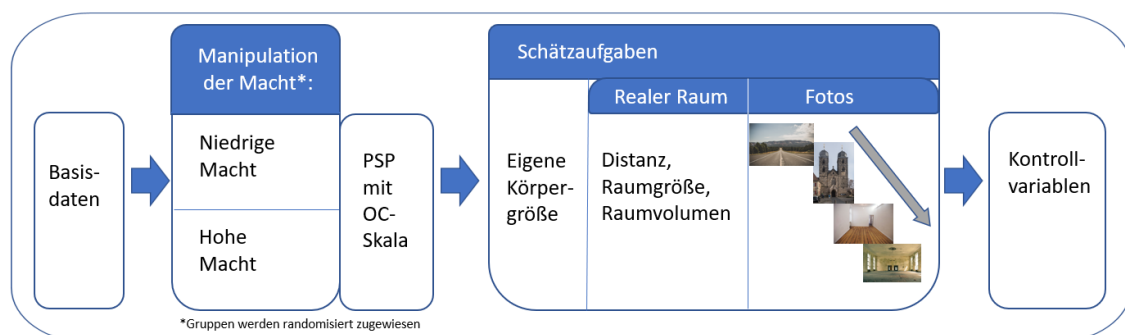 Basis-
daten
Manipulation
der Macht*:
Niedrige
Macht
Hohe
Macht
PSP
mit
OC-
Skala
Schätzaufgaben
Eigene
Körper-
größe
Realer Raum
Distanz,
Raumgröße,
Raumvolumen
Fotos
Kontroll-
variablen
*Gruppen werden randomisiert zugewiesen